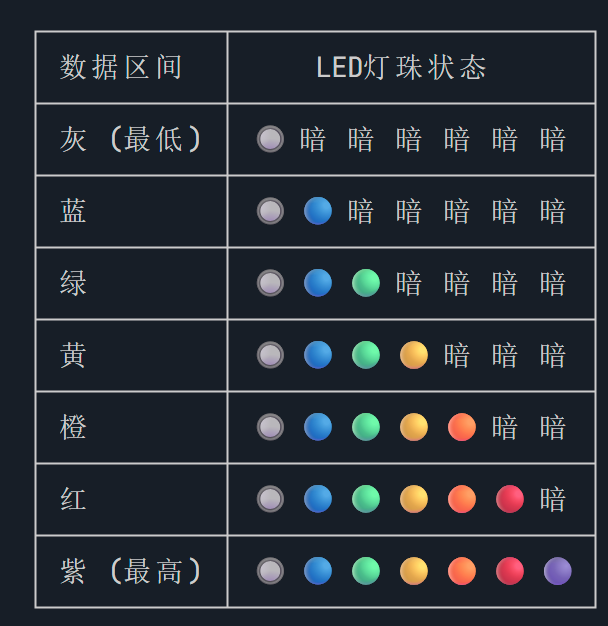 数据区间 LED灯珠状态
灰 (最低) 暗 暗 暗 暗 暗 暗
蓝 暗 暗 暗 暗 暗
绿 暗 暗 暗 暗
黄 暗 暗 暗
橙 暗 暗
红 暗
紫 (最高)